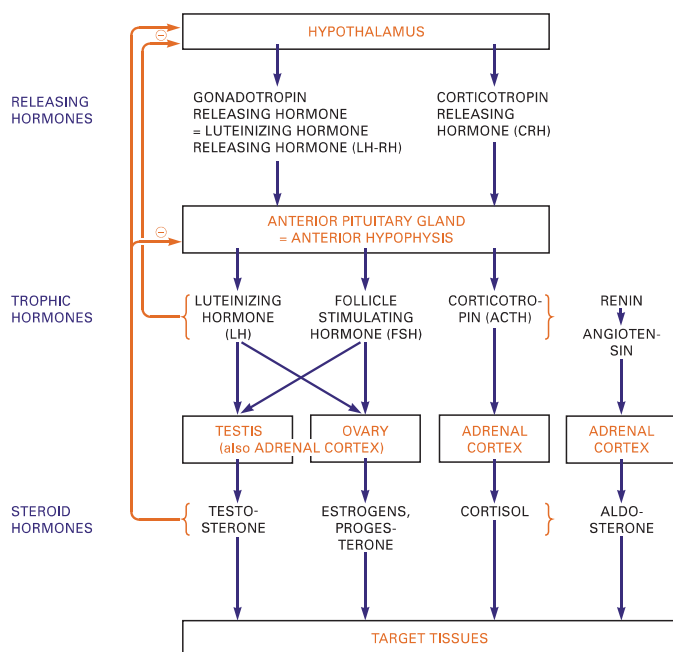 HYPOTHALAMUS
RELEASING
HORMONES
GONADOTROPIN
RELEASING HORMONE
= LUTEINIZING HORMONE
RELEASING HORMONE (LH-RH)
CORTICOTROPIN
RELEASING
HORMONE (CRH)
ANTERIOR PITUITARY GLAND
= ANTERIOR HYPOPHYSIS
TROPHIC
HORMONES
LUTEINIZING
HORMONE
(LH)
FOLLICLE
STIMULATING
HORMONE (FSH)
CORTICOTRO-
PIN (ACTH)
RENIN
ANGIOTEN-
SIN
TESTIS
OVARY
(also ADRENAL CORTEX)
ADRENAL
CORTEX
ADRENAL
CORTEX
STEROID
HORMONES
TESTO-
STERONE
ESTROGENS,
PROGES-
TERONE
CORTISOL
ALDO-
STERONE
TARGET TISSUES